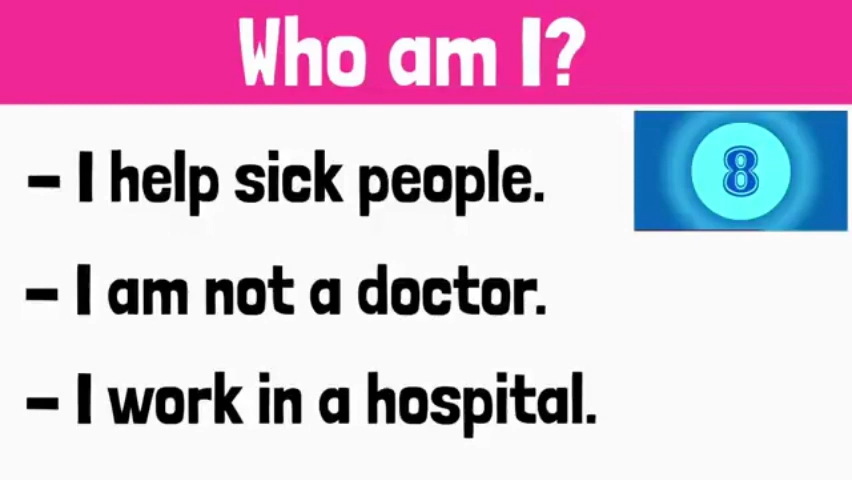 Who am I?
8
– I help sick people.
– I am not a doctor.
– I work in a hospital.